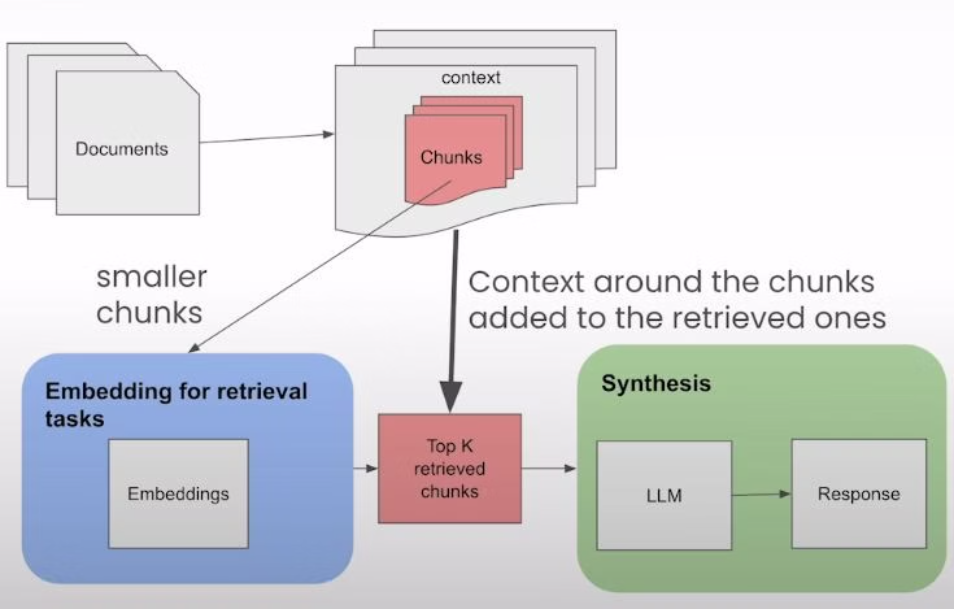 context
Documents
Chunks
smaller
chunks
Context around the chunks
added to the retrieved ones
Embedding for retrieval
tasks
Embeddings
Top K
retrieved
chunks
Synthesis
LLM
Response